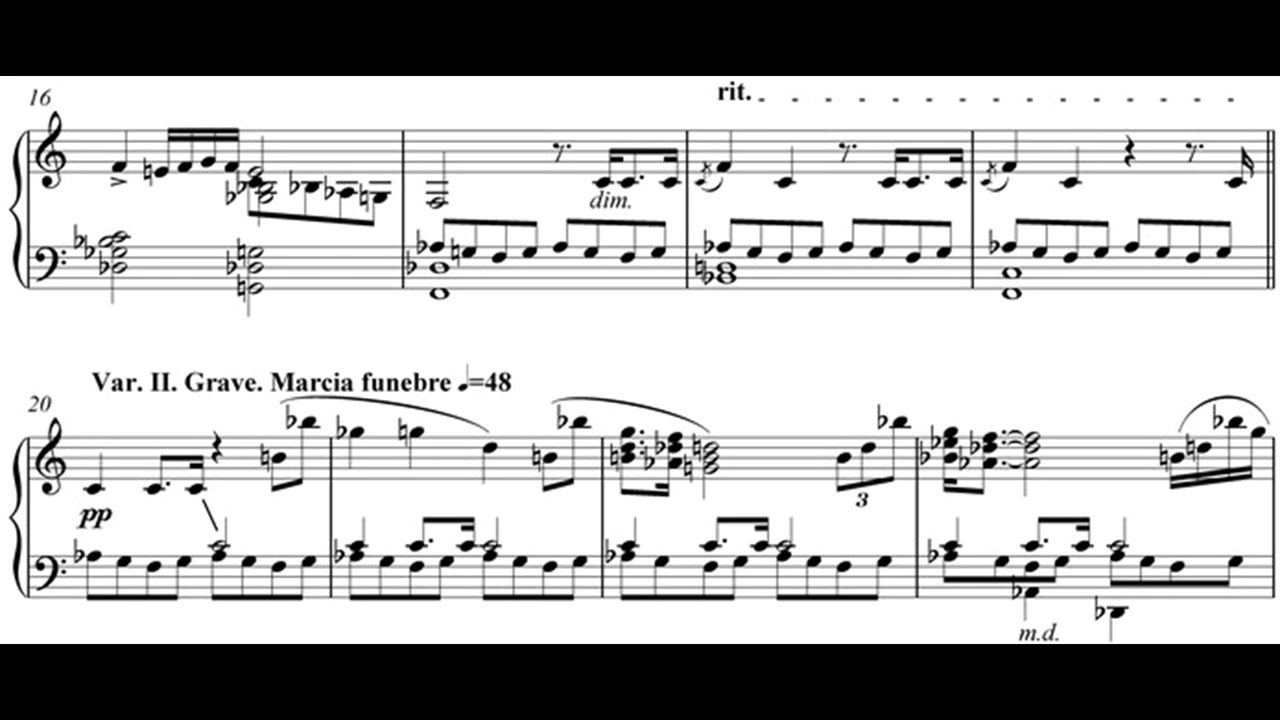 16
rit.
dim.
Var. II. Grave. Marcia funebre ♩=48
20
pp
3
m.d.